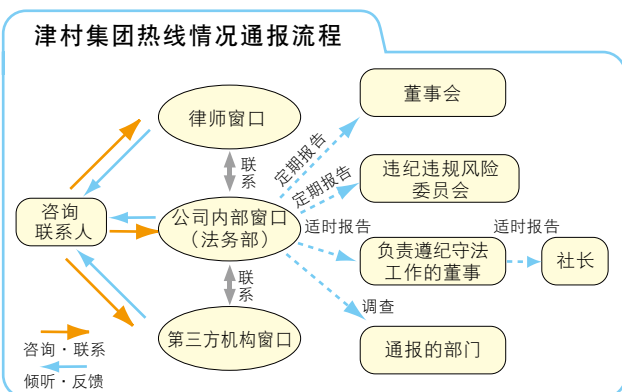 津村集团热线情况通报流程
律师窗口
董事会
联系
定期报告
定期报告
违纪违规风险
委员会
咨询
联系人
公司内部窗口
（法务部）
适时报告
适时报告
负责遵纪守法
工作的董事
社长
联系
调查
第三方机构窗口
通报的部门
咨询・联系
倾听・反馈